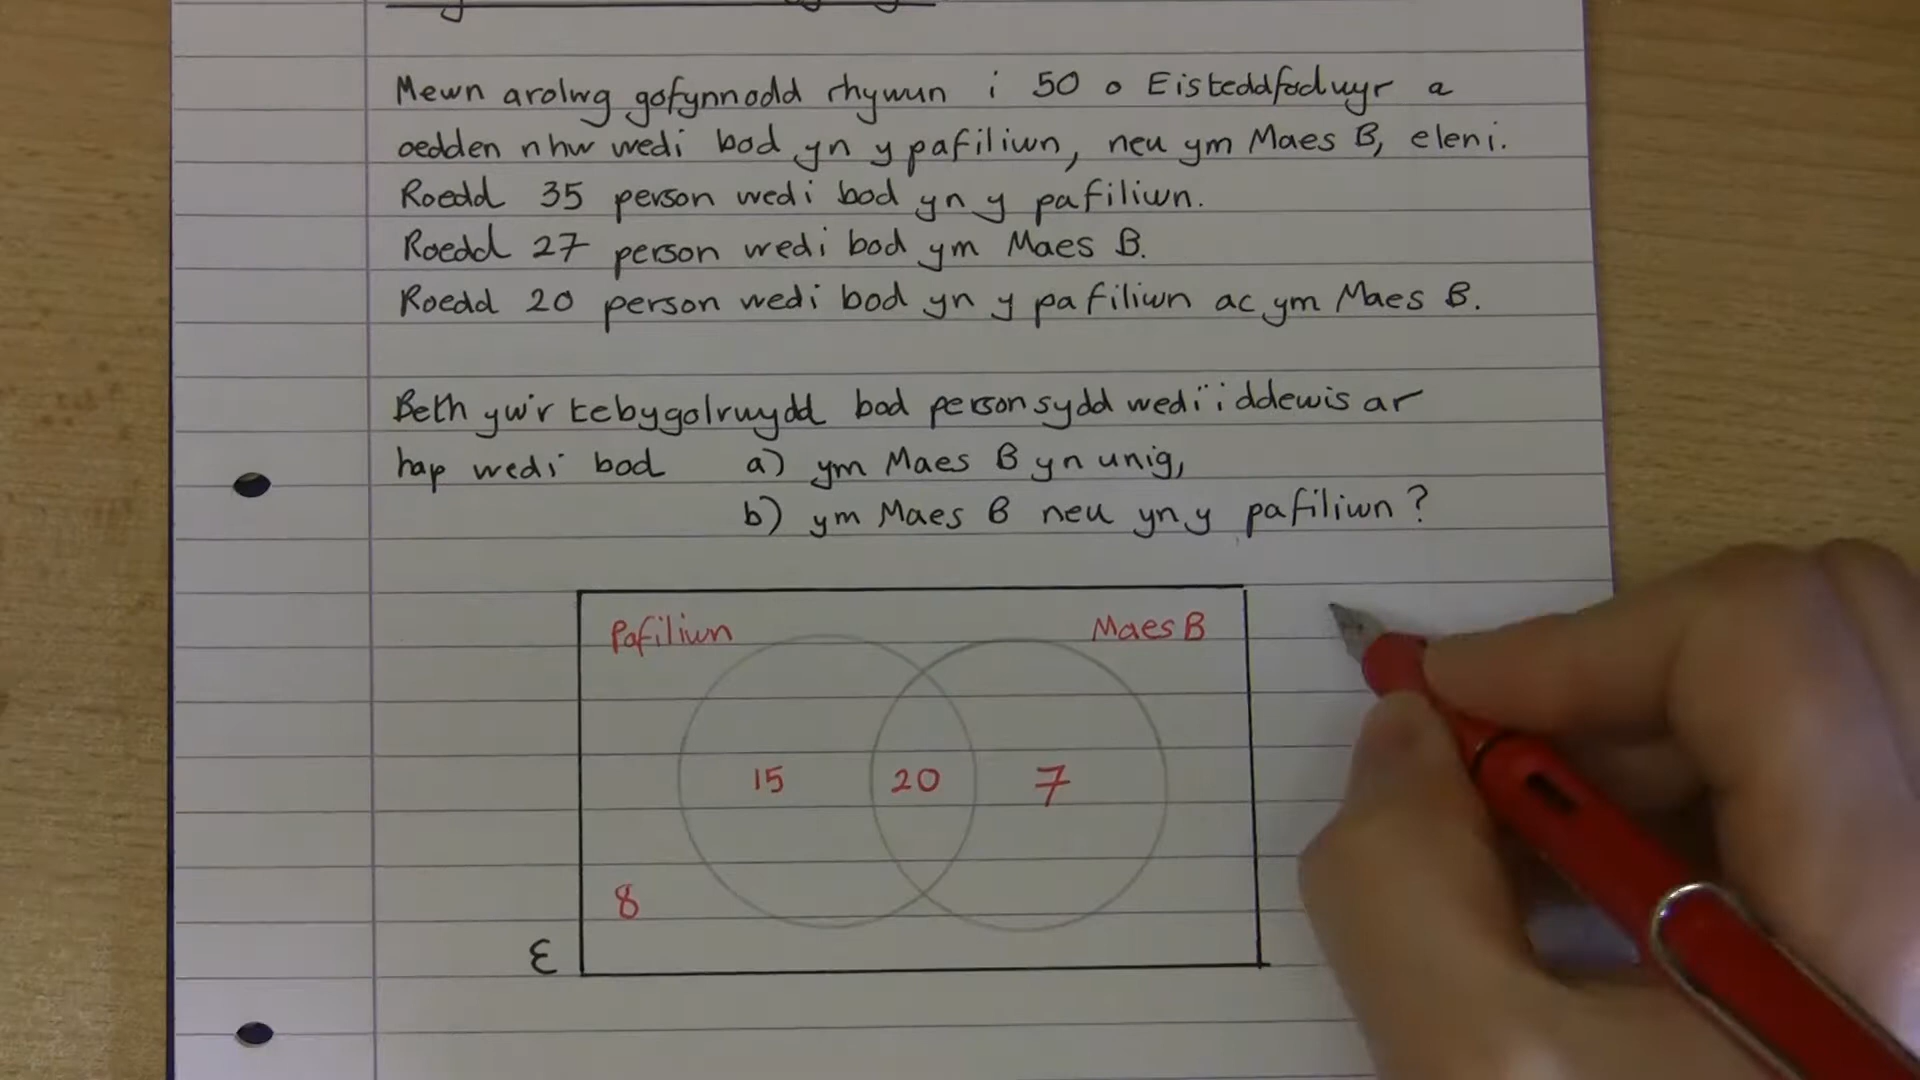 Mewn arolwg gofynnodd rhywun i 50 o Eisteddfodwyr a
oedden nhw wedi bod yn y pafiliwn, neu ym Maes B, eleni.
Roedd 35 person wedi bod yn y pafiliwn.
Roedd 27 person wedi bod ym Maes B.
Roedd 20 person wedi bod yn y pafiliwn ac ym Maes B.
Beth yw'r tebygolrwydd bod person sydd wedi'i ddewis ar
hap wedi bod a) ym Maes B yn unig,
b) ym Maes B neu yn y pafiliwn?
Pafiliwn Maes B
15 20 7
8
Ɛ